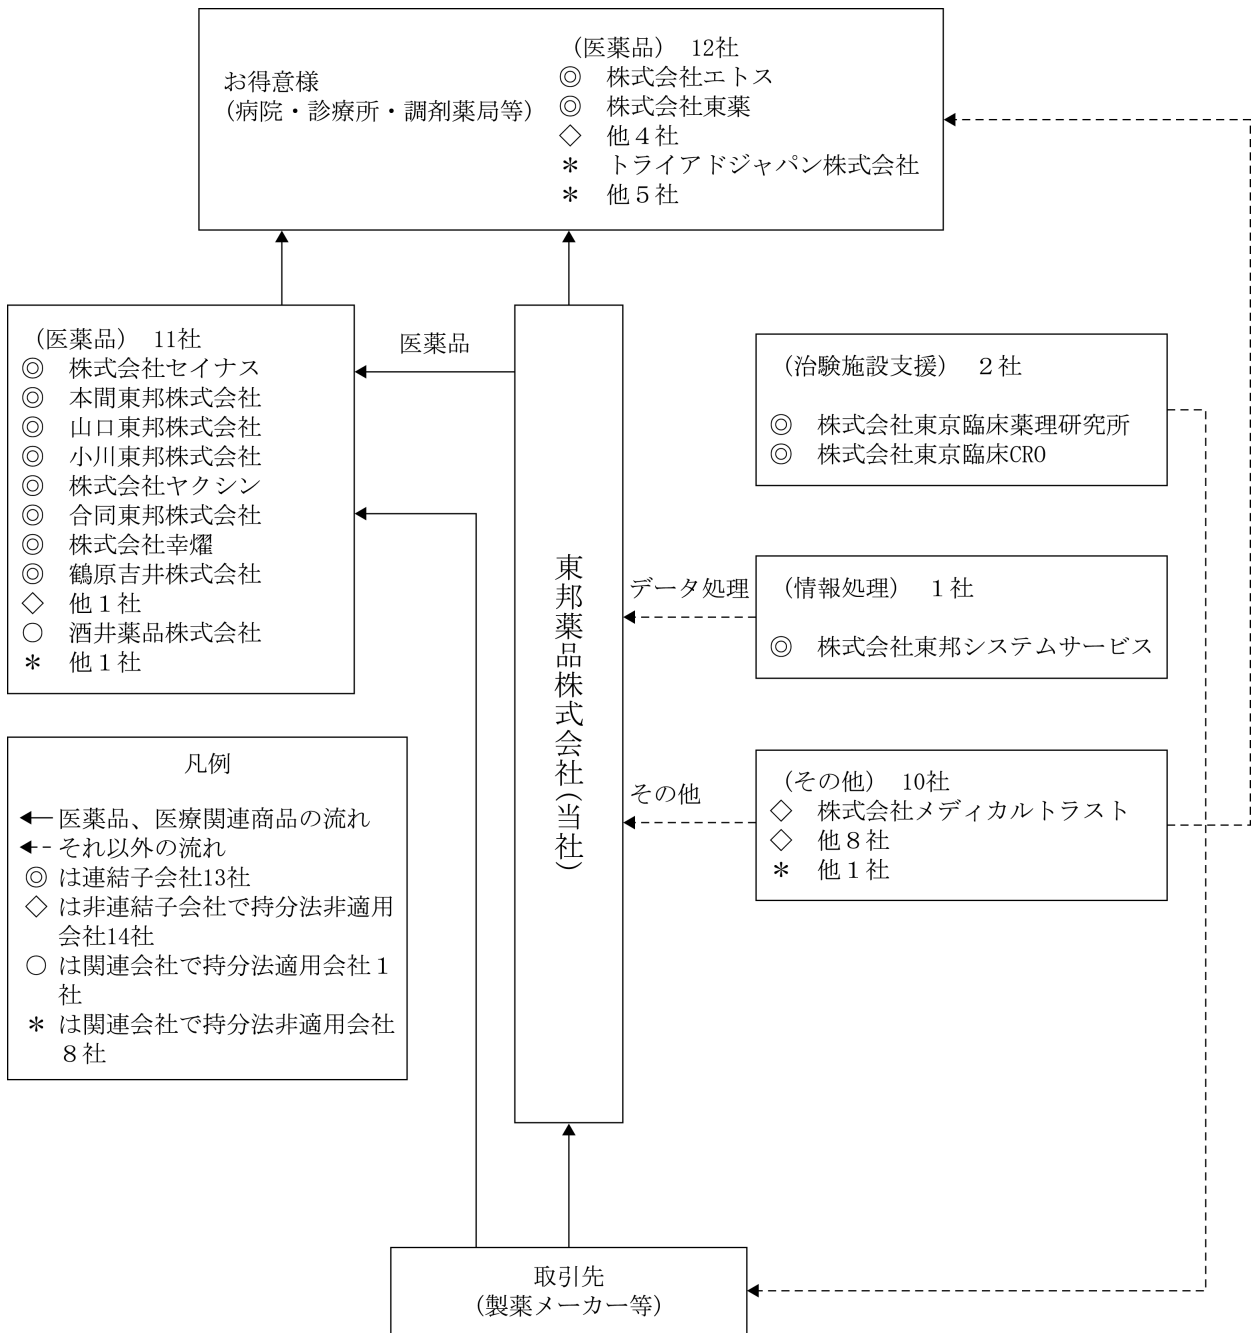 お得意様
（病院・診療所・調剤薬局等）
（医薬品） 12社
◎ 株式会社エトス
◎ 株式会社東薬
◇ 他４社
＊ トライアドジャパン株式会社
＊ 他５社
（医薬品） 11社
◎ 株式会社セイナス
◎ 本間東邦株式会社
◎ 山口東邦株式会社
◎ 小川東邦株式会社
◎ 株式会社ヤクシン
◎ 合同東邦株式会社
◎ 株式会社幸燿
◎ 鶴原吉井株式会社
◇ 他１社
○ 酒井薬品株式会社
＊ 他１社
医薬品
東邦薬品株式会社（当社）
（治験施設支援） ２社
◎ 株式会社東京臨床薬理研究所
◎ 株式会社東京臨床CRO
データ処理
（情報処理） １社
◎ 株式会社東邦システムサービス
その他
（その他） 10社
◇ 株式会社メディカルトラスト
◇ 他８社
＊ 他１社
凡例
医薬品、医療関連商品の流れ
それ以外の流れ
◎ は連結子会社13社
◇ は非連結子会社で持分法非適用
会社14社
○ は関連会社で持分法適用会社１
社
＊ は関連会社で持分法非適用会社
８社
取引先
（製薬メーカー等）